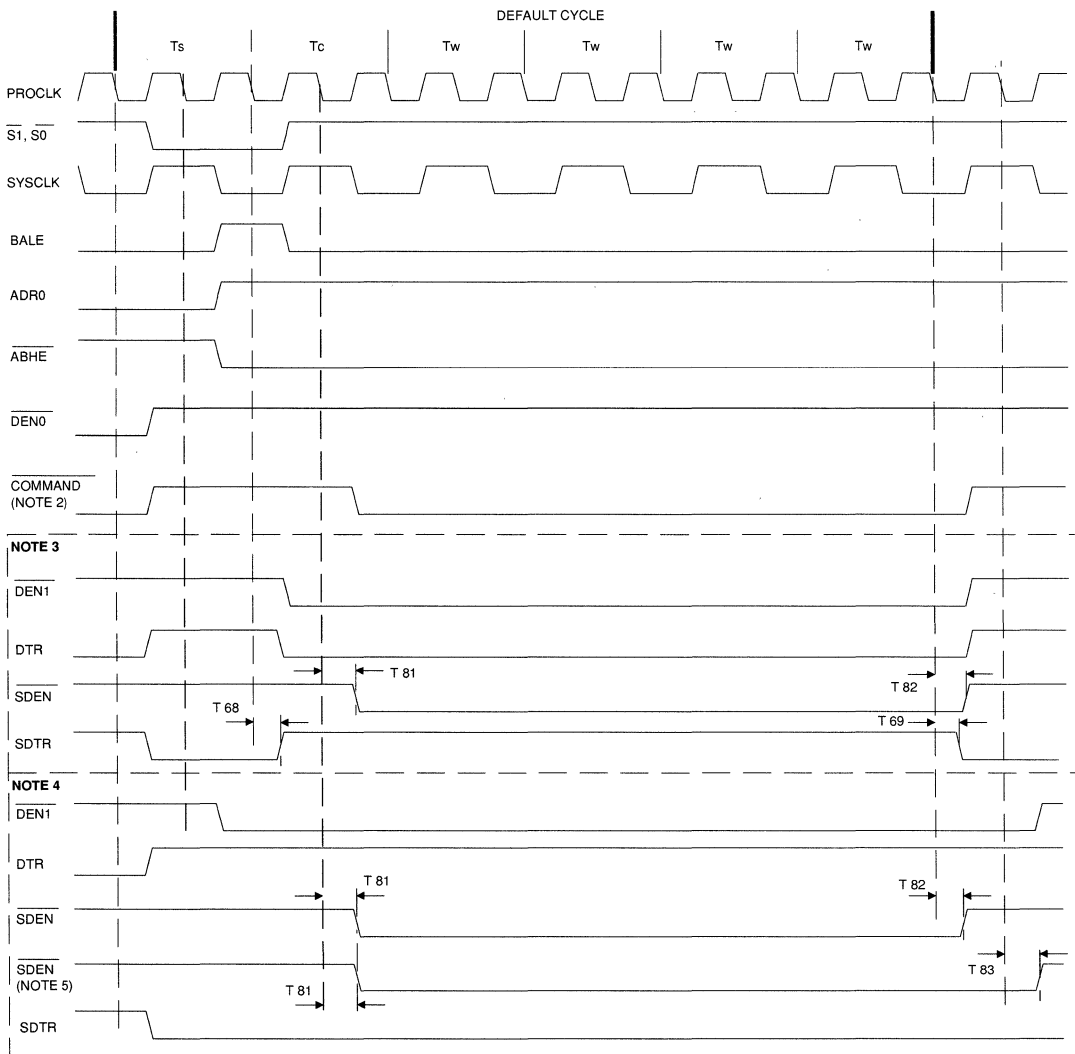 DEFAULT CYCLE
Ts Tc Tw Tw Tw Tw
PROCLK
S1, S0
SYSCLK
BALE
ADR0
ABHE
DEN0
COMMAND
(NOTE 2)
NOTE 3
DEN1
DTR
T 81
SDEN
T 82
T 68
T 69
SDTR
NOTE 4
DEN1
DTR
T 81
T 82
SDEN
SDEN
(NOTE 5)
T 83
T 81
SDTR